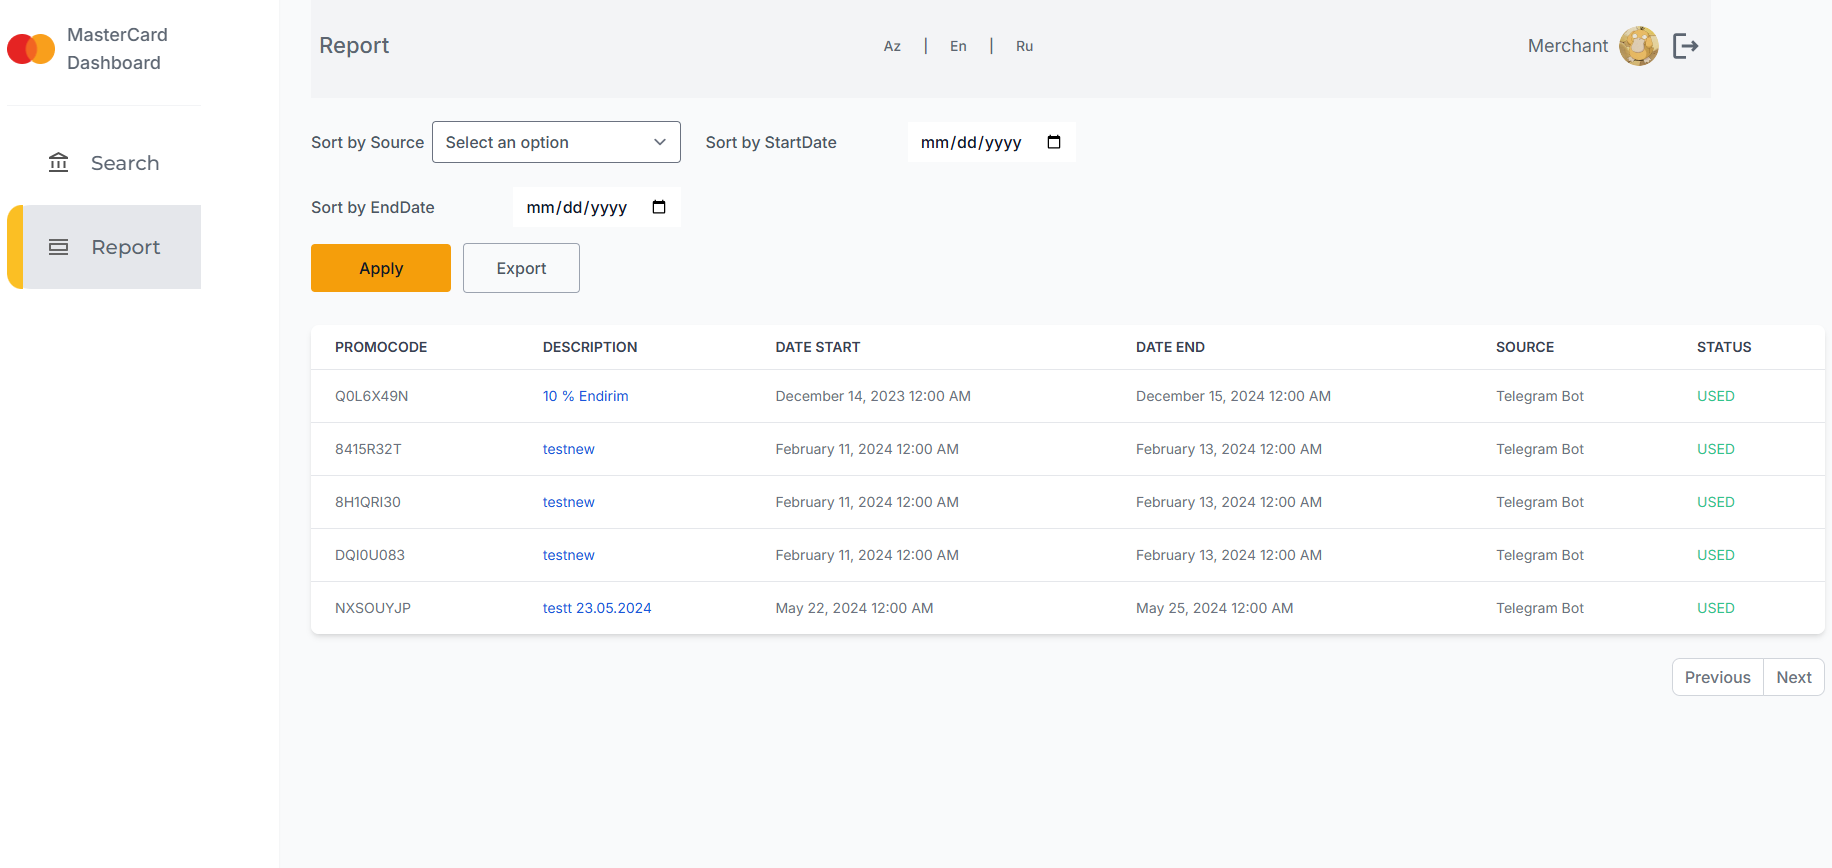 MasterCard
Dashboard
Search
Report
Report
Az | En | Ru
Merchant
Sort by Source Select an option Sort by StartDate mm/dd/yyyy
Sort by EndDate mm/dd/yyyy
Apply Export
PROMOCODE DESCRIPTION DATE START DATE END SOURCE STATUS
Q0L6X49N 10 % Endirim December 14, 2023 12:00 AM December 15, 2024 12:00 AM Telegram Bot USED
8415R32T testnew February 11, 2024 12:00 AM February 13, 2024 12:00 AM Telegram Bot USED
8H1QRI30 testnew February 11, 2024 12:00 AM February 13, 2024 12:00 AM Telegram Bot USED
DQI0U083 testnew February 11, 2024 12:00 AM February 13, 2024 12:00 AM Telegram Bot USED
NXSOUYJP testt 23.05.2024 May 22, 2024 12:00 AM May 25, 2024 12:00 AM Telegram Bot USED
Previous Next